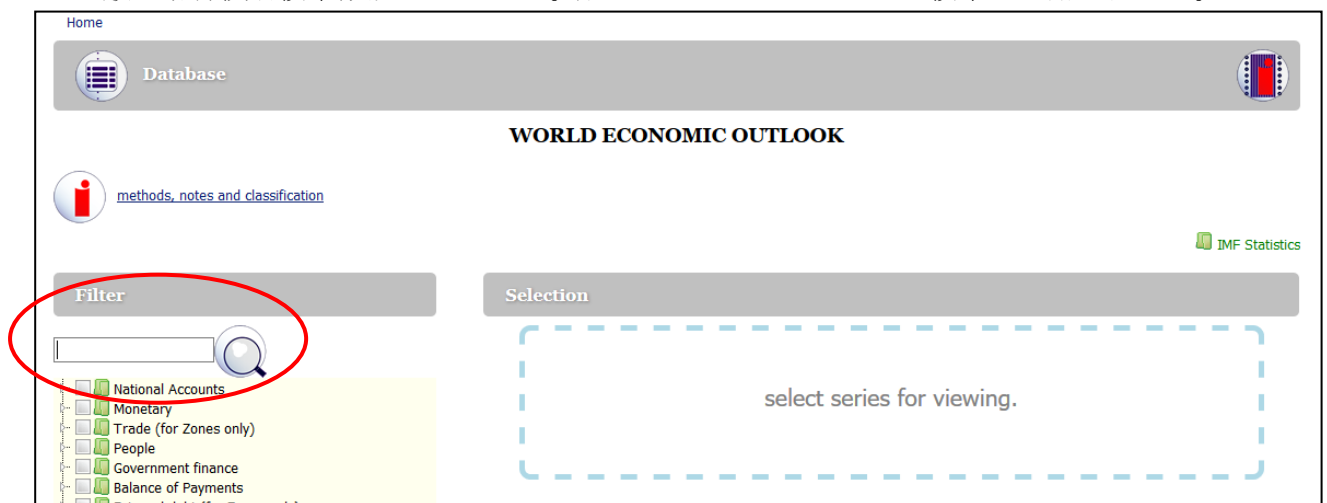 Home
Database
WORLD ECONOMIC OUTLOOK
methods, notes and classification
IMF Statistics
Filter
Selection
National Accounts
Monetary
Trade (for Zones only)
People
Government finance
Balance of Payments
select series for viewing.